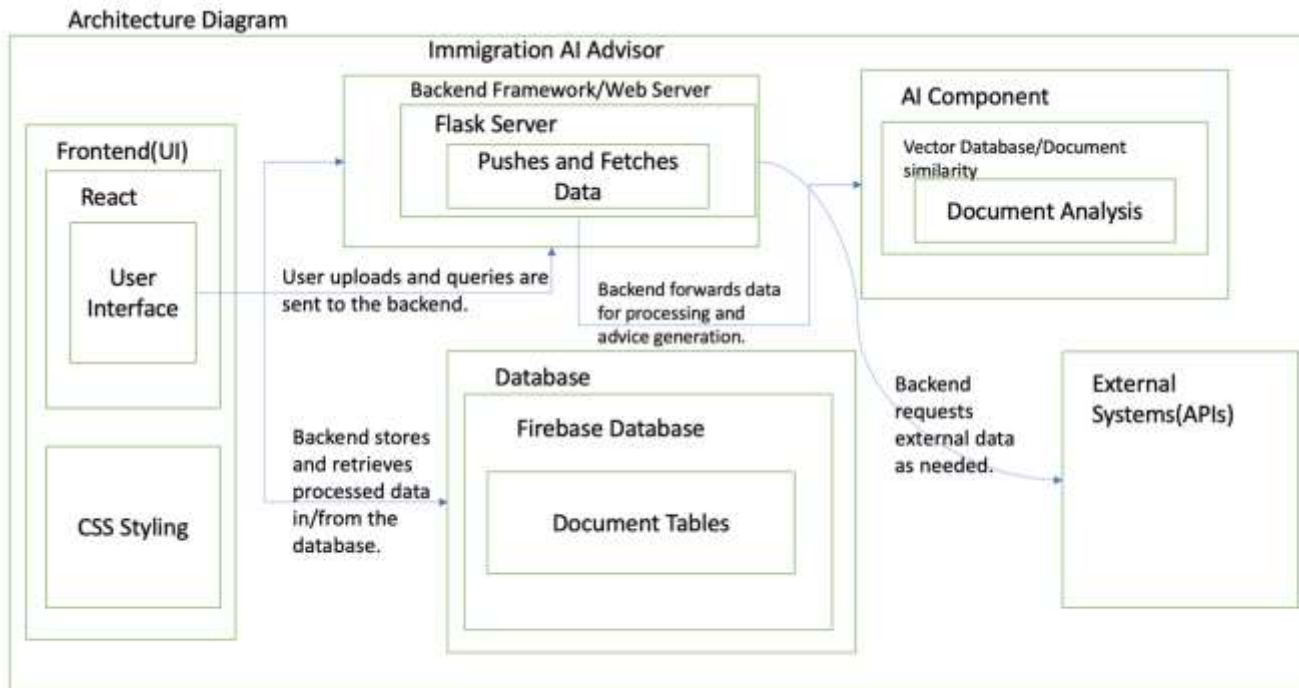 Architecture Diagram
Immigration AI Advisor
Frontend(UI)
React
User
Interface
CSS Styling
Backend Framework/Web Server
Flask Server
Pushes and Fetches
Data
User uploads and queries are
sent to the backend.
Backend forwards data
for processing and
advice generation.
AI Component
Vector Database/Document
similarity
Document Analysis
Database
Firebase Database
Document Tables
Backend stores
and retrieves
processed data
in/from the
database.
Backend
requests
external data
as needed.
External
Systems(APIs)